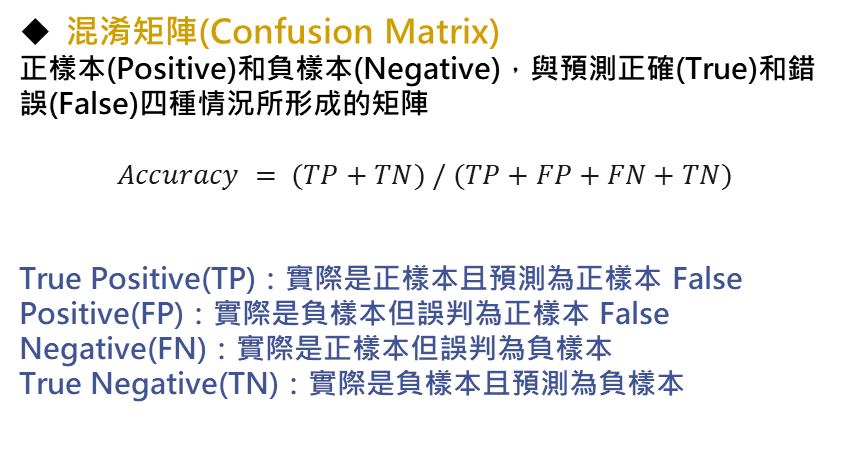 ◆ 混淆矩陣(Confusion Matrix)
正樣本(Positive)和負樣本(Negative)，與預測正確(True)和錯
誤(False)四種情況所形成的矩陣
Accuracy = (TP + TN) / (TP + FP + FN + TN)
True Positive(TP)：實際是正樣本且預測為正樣本 False
Positive(FP)：實際是負樣本但誤判為正樣本 False
Negative(FN)：實際是正樣本但誤判為負樣本
True Negative(TN)：實際是負樣本且預測為負樣本